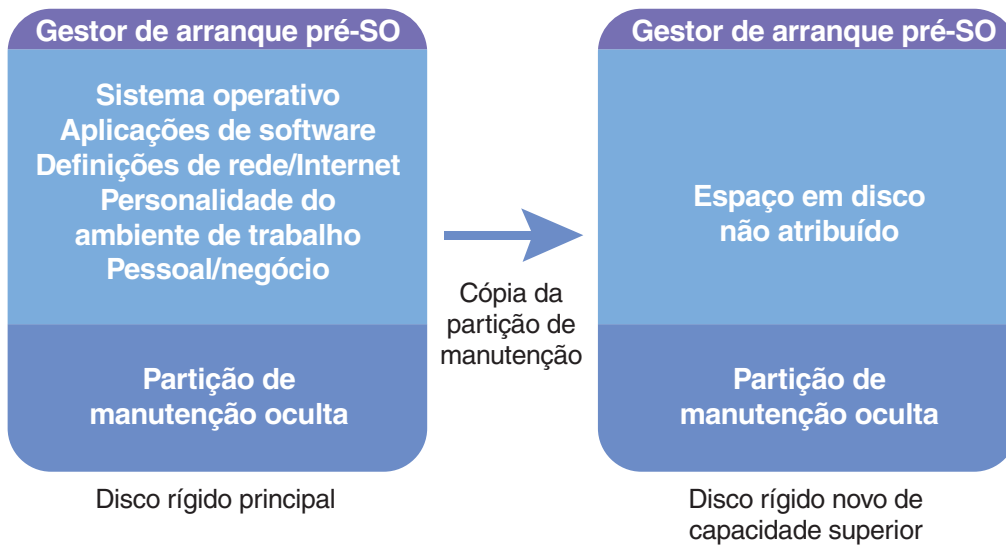 Gestor de arranque pré-SO
Sistema operativo
Aplicações de software
Definições de rede/Internet
Personalidade do
ambiente de trabalho
Pessoal/negócio
Partição de
manutenção oculta
Disco rígido principal
Cópia da
partição de
manutenção
Gestor de arranque pré-SO
Espaço em disco
não atribuído
Partição de
manutenção oculta
Disco rígido novo de
capacidade superior